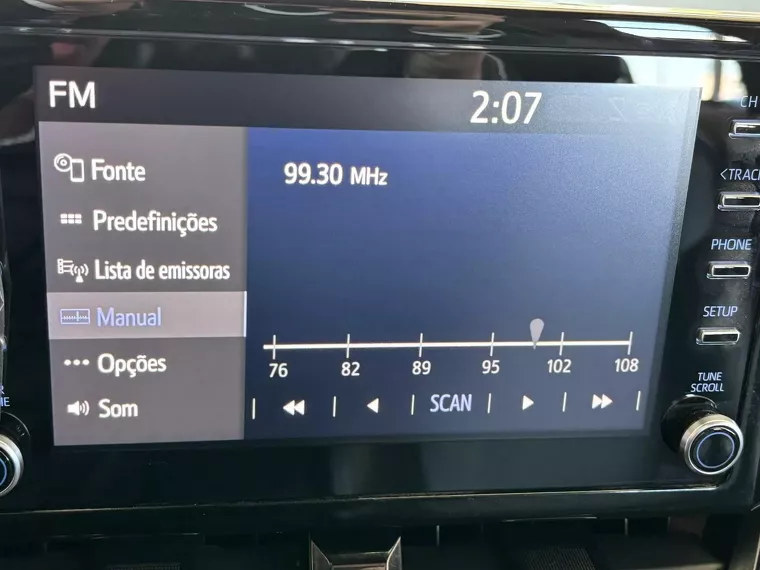 FM
2:07
Fonte
Predefinições
Lista de emissoras
Manual
Opções
Som
99.30 MHz
76 82 89 95 102 108
SCAN
CH
<TRACK
PHONE
SETUP
TUNE
SCROLL